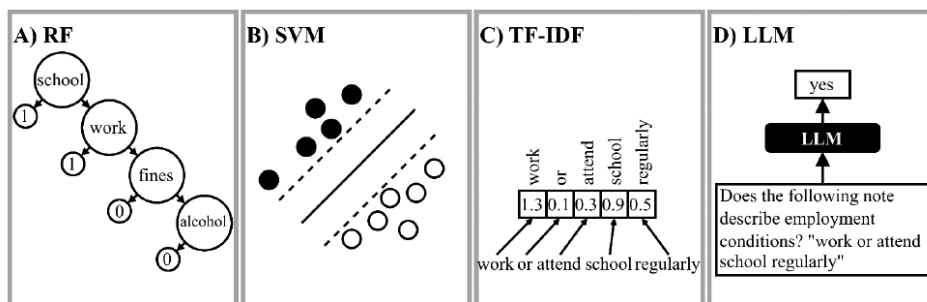 A) RF
school
1
work
1
fines
0
alcohol
0
B) SVM
C) TF-IDF
work
or
attend
school
regularly
1.3 0.1 0.3 0.9 0.5
work or attend school regularly
D) LLM
yes
LLM
Does the following note
describe employment
conditions? "work or attend
school regularly"